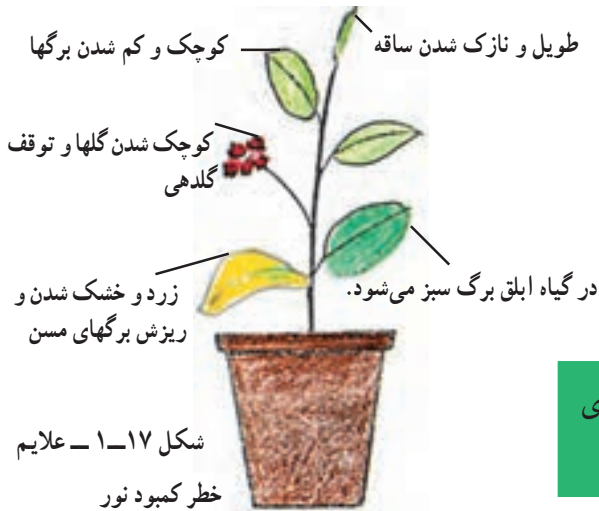 طویل و نازک شدن ساقه
کوچک و کم شدن برگها
کوچک شدن گلها و توقف
گلدهی
در گیاه ابلق برگ سبز می‌شود.
زرد و خشک شدن و
ریزش برگهای مسن
شکل ۱۷ــ۱ ــ علایم
خطر کمبود نور